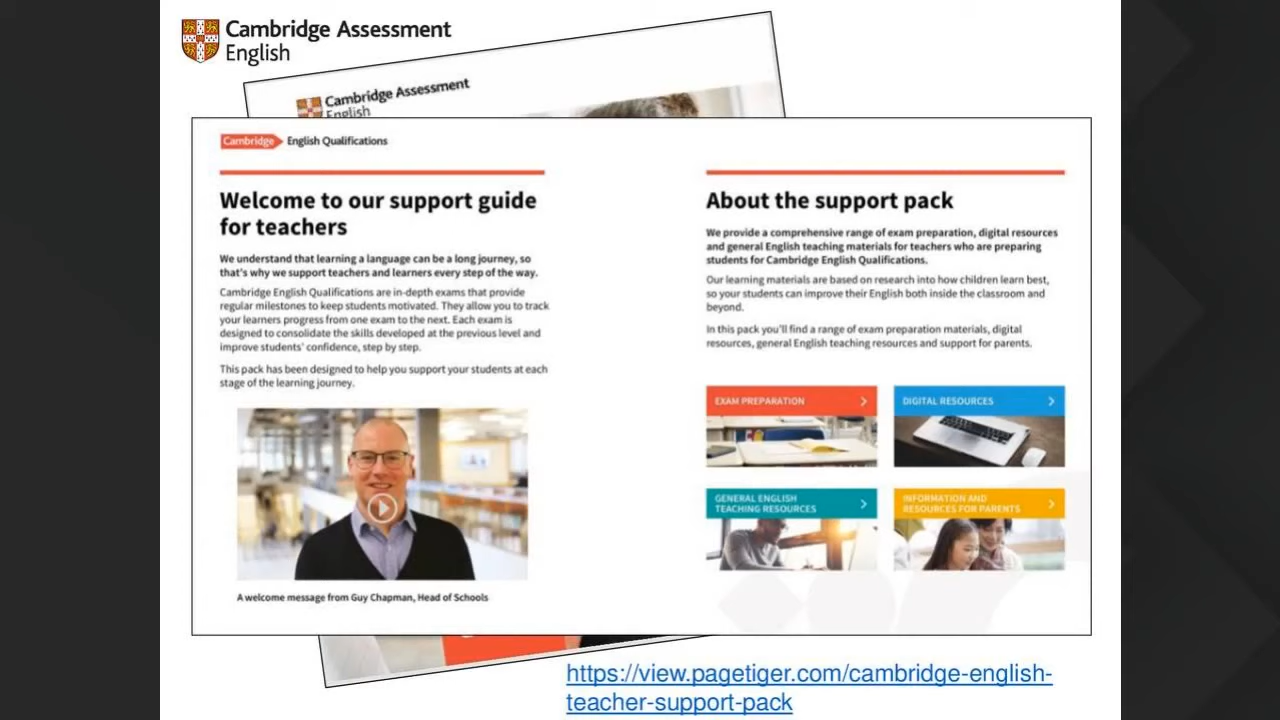 Cambridge Assessment
English
Cambridge Assessment
English
Cambridge English Qualifications
Welcome to our support guide
for teachers
We understand that learning a language can be a long journey, so
that's why we support teachers and learners every step of the way.
Cambridge English Qualifications are in-depth exams that provide
regular milestones to keep students motivated. They allow you to track
your learners progress from one exam to the next. Each exam is
designed to consolidate the skills developed at the previous level and
improve students' confidence, step by step.
This pack has been designed to help you support your students at each
stage of the learning journey.
A welcome message from Guy Chapman, Head of Schools
About the support pack
We provide a comprehensive range of exam preparation, digital resources
and general English teaching materials for teachers who are preparing
students for Cambridge English Qualifications.
Our learning materials are based on research into how children learn best,
so your students can improve their English both inside the classroom and
beyond.
In this pack you'll find a range of exam preparation materials, digital
resources, general English teaching resources and support for parents.
EXAM PREPARATION
DIGITAL RESOURCES
GENERAL ENGLISH
TEACHING RESOURCES
INFORMATION AND
RESOURCES FOR PARENTS
https://view.pagetiger.com/cambridge-english-
teacher-support-pack